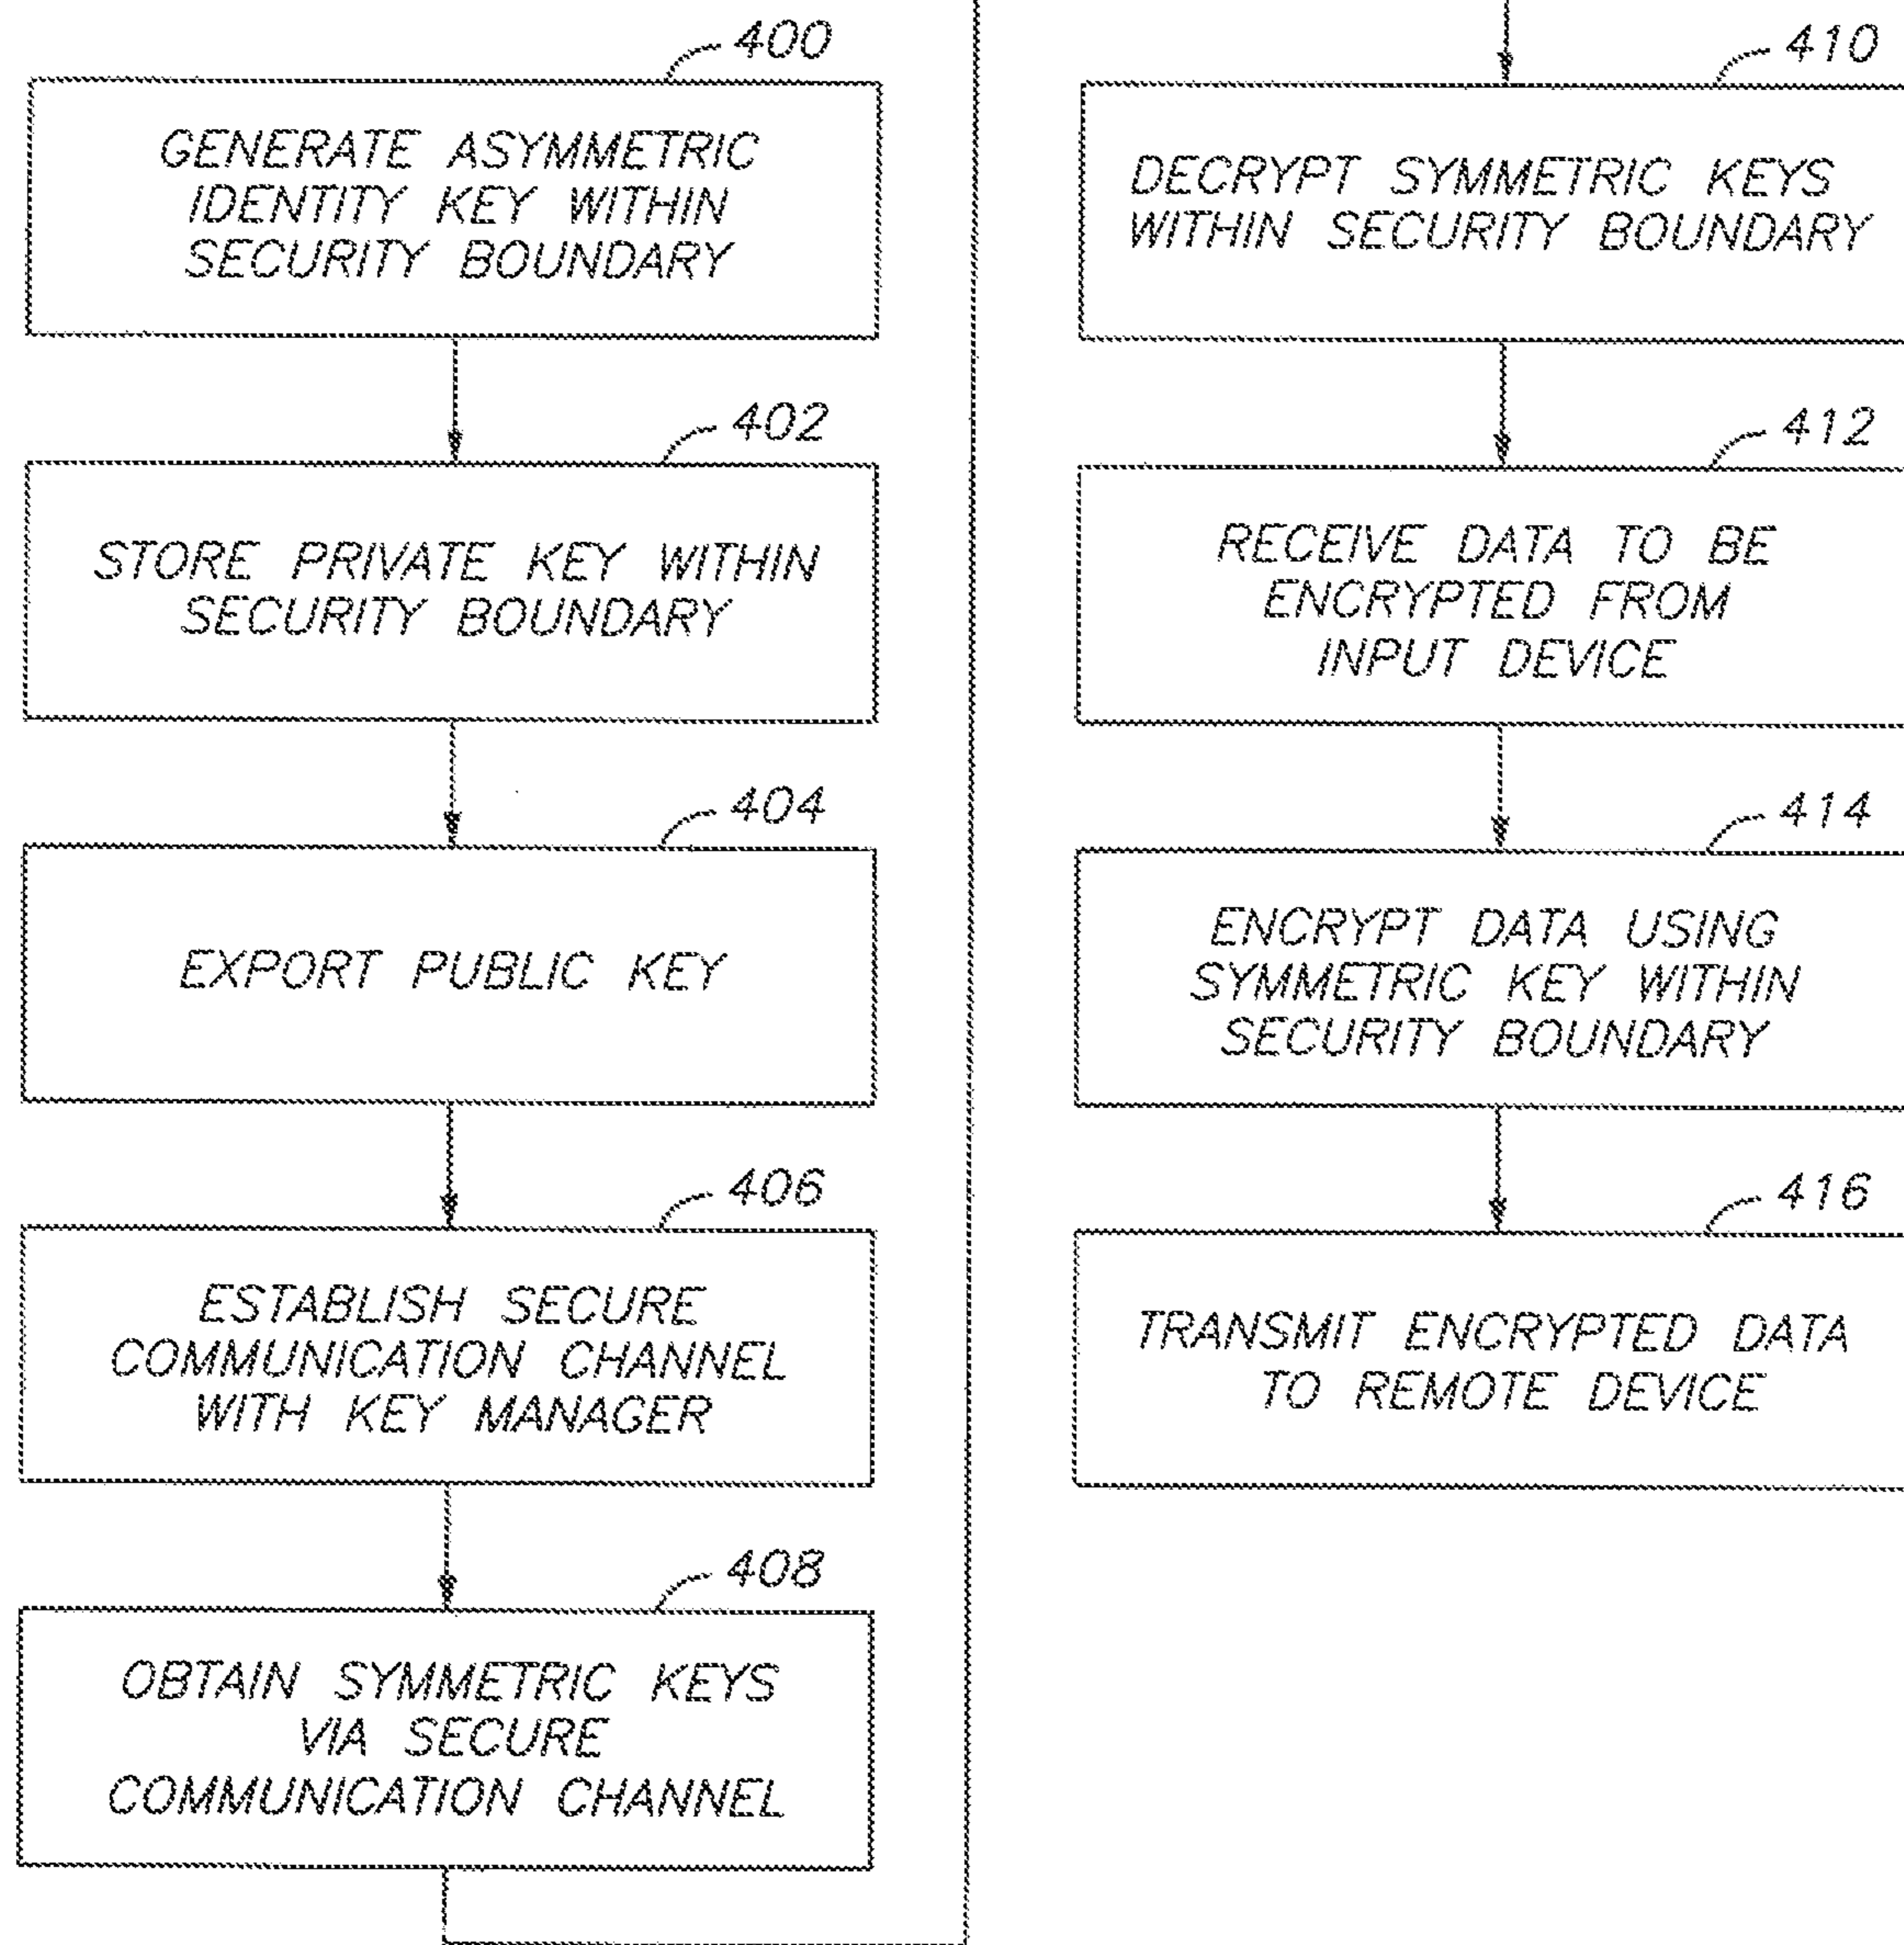 400
GENERATE ASYMMETRIC
IDENTITY KEY WITHIN
SECURITY BOUNDARY
402
STORE PRIVATE KEY WITHIN
SECURITY BOUNDARY
404
EXPORT PUBLIC KEY
406
ESTABLISH SECURE
COMMUNICATION CHANNEL
WITH KEY MANAGER
408
OBTAIN SYMMETRIC KEYS
VIA SECURE
COMMUNICATION CHANNEL
410
DECRYPT SYMMETRIC KEYS
WITHIN SECURITY BOUNDARY
412
RECEIVE DATA TO BE
ENCRYPTED FROM
INPUT DEVICE
414
ENCRYPT DATA USING
SYMMETRIC KEY WITHIN
SECURITY BOUNDARY
416
TRANSMIT ENCRYPTED DATA
TO REMOTE DEVICE